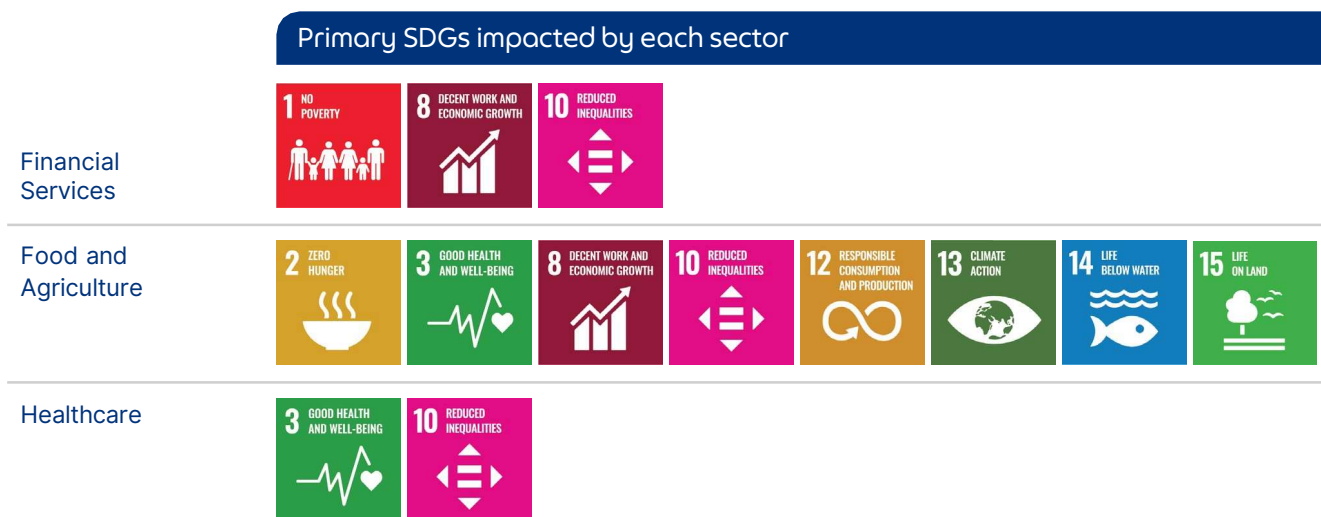 Primary SDGs impacted by each sector
Financial
Services
1 NO
POVERTY
8 DECENT WORK AND
ECONOMIC GROWTH
10 REDUCED
INEQUALITIES
Food and
Agriculture
2 ZERO
HUNGER
3 GOOD HEALTH
AND WELL-BEING
8 DECENT WORK AND
ECONOMIC GROWTH
10 REDUCED
INEQUALITIES
12 RESPONSIBLE
CONSUMPTION
AND PRODUCTION
13 CLIMATE
ACTION
14 LIFE
BELOW WATER
15 LIFE
ON LAND
Healthcare
3 GOOD HEALTH
AND WELL-BEING
10 REDUCED
INEQUALITIES